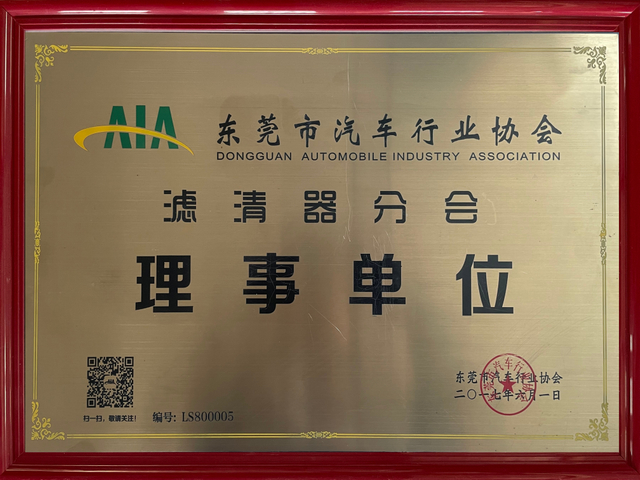 AIA
东莞市汽车行业协会
DONGGUAN AUTOMOBILE INDUSTRY ASSOCIATION
滤清器分会
理事单位
东莞市汽车行业协会
二〇一七年六月一日
扫一扫，敬请关注！
编号: LS800005